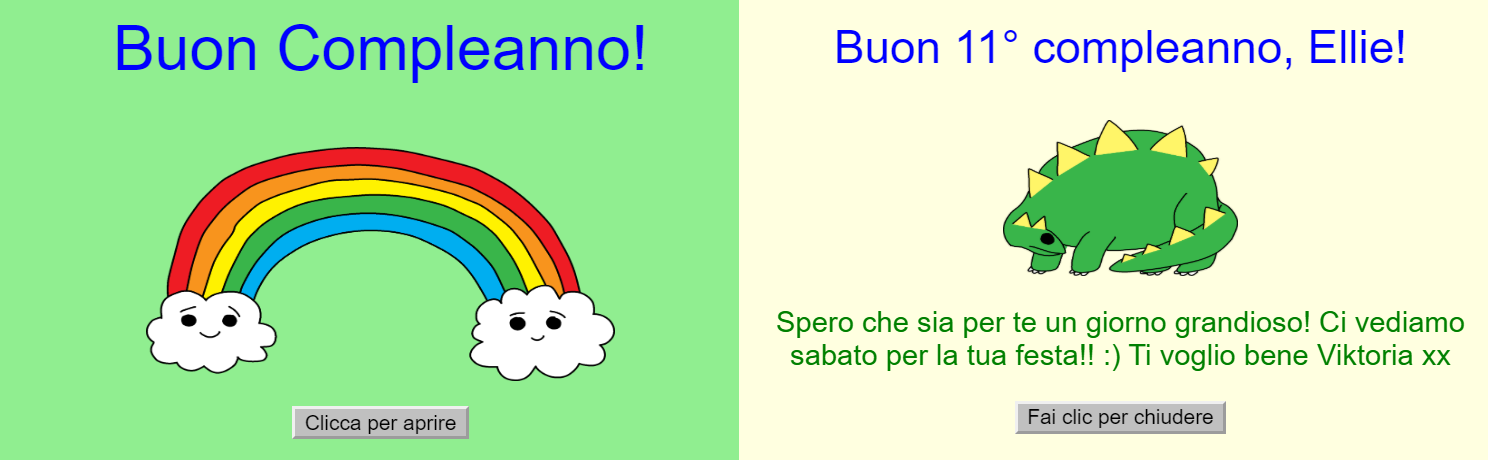 Buon Compleanno!
Clicca per aprire
Buon 11° compleanno, Ellie!
Spero che sia per te un giorno grandioso! Ci vediamo
sabato per la tua festa!! :) Ti voglio bene Viktoria xx
Fai clic per chiudere